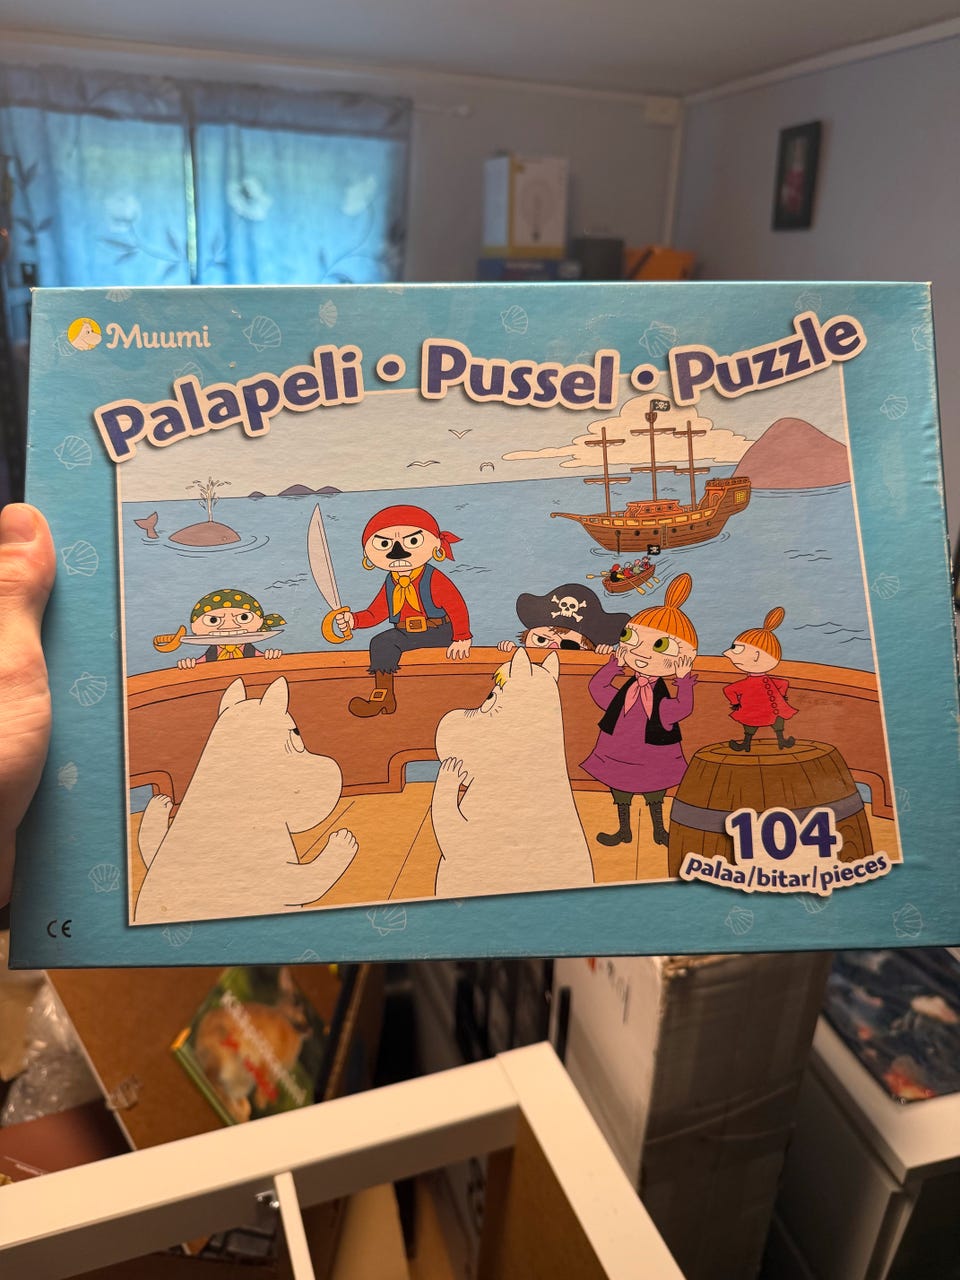 Muumi
Palapeli • Pussel • Puzzle
104
palaa/bitar/pieces
CE